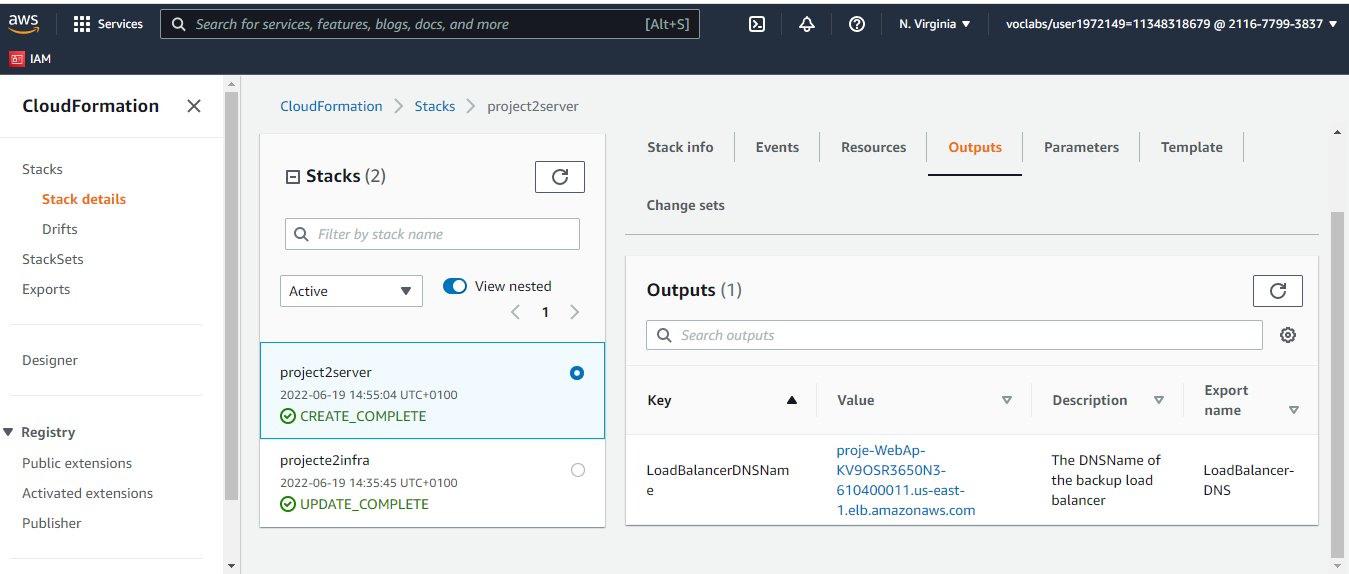 aws
Services
Search for services, features, blogs, docs, and more
[Alt+S]
N. Virginia
voclabs/user1972149=11348318679 @ 2116-7799-3837
IAM
CloudFormation
Stacks
Stack details
Drifts
StackSets
Exports
Designer
Registry
Public extensions
Activated extensions
Publisher
CloudFormation
Stacks
project2server
Stacks (2)
Filter by stack name
Active
View nested
1
project2server
2022-06-19 14:55:04 UTC+0100
CREATE_COMPLETE
projecte2infra
2022-06-19 14:35:45 UTC+0100
UPDATE_COMPLETE
Stack info
Events
Resources
Outputs
Parameters
Template
Change sets
Outputs (1)
Search outputs
Key
Value
Description
Export
name
LoadBalancerDNSNam
e
proje-WebAp-
KV9OSR3650N3-
610400011.us-east-
1.elb.amazonaws.com
The DNSName of
the backup load
balancer
LoadBalancer-
DNS